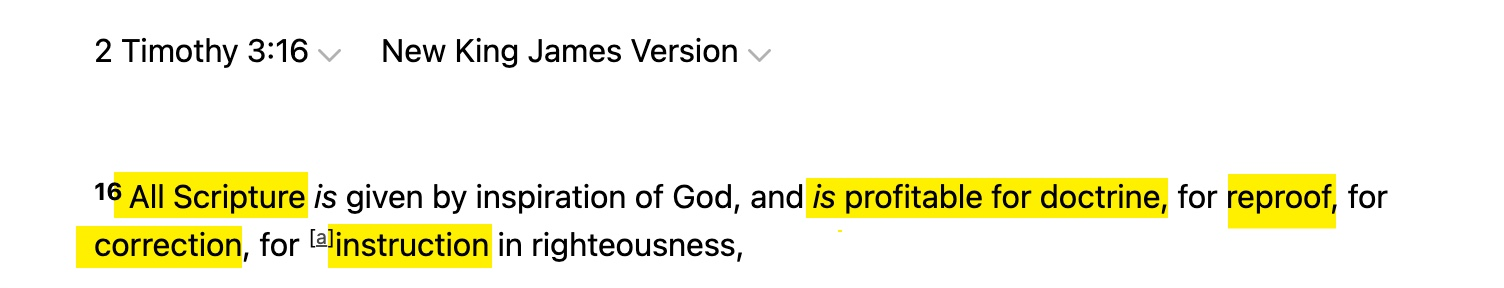 2 Timothy 3:16 New King James Version
16 All Scripture is given by inspiration of God, and is profitable for doctrine, for reproof, for
correction, for [a]instruction in righteousness,